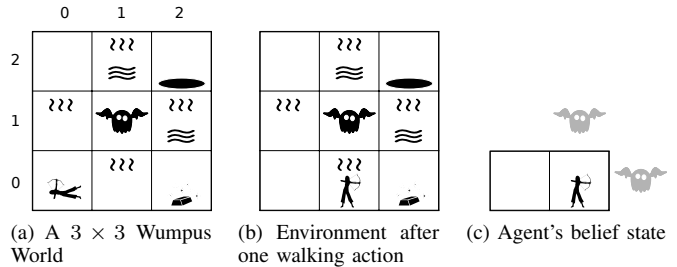 0 1 2
2
1
0
(a) A 3 × 3 Wumpus World
(b) Environment after one walking action
(c) Agent's belief state